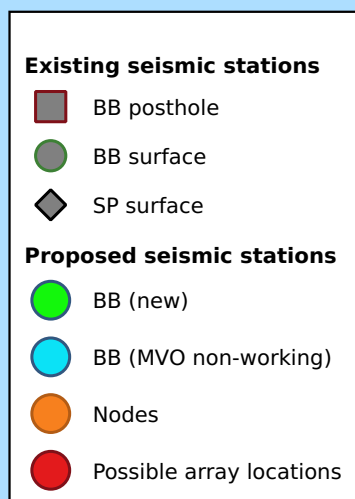 Existing seismic stations
BB posthole
BB surface
SP surface
Proposed seismic stations
BB (new)
BB (MVO non-working)
Nodes
Possible array locations